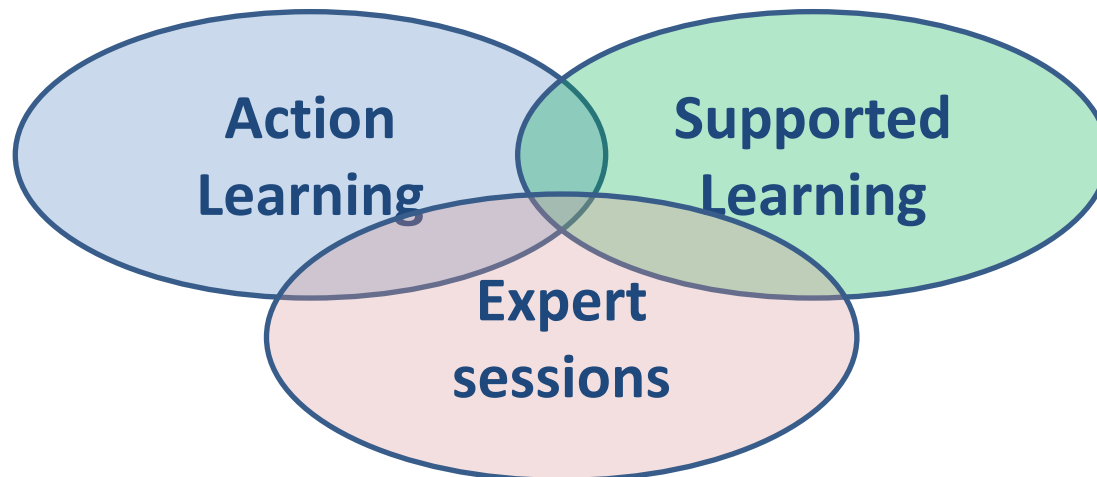 Action
Learning
Supported
Learning
Expert
sessions